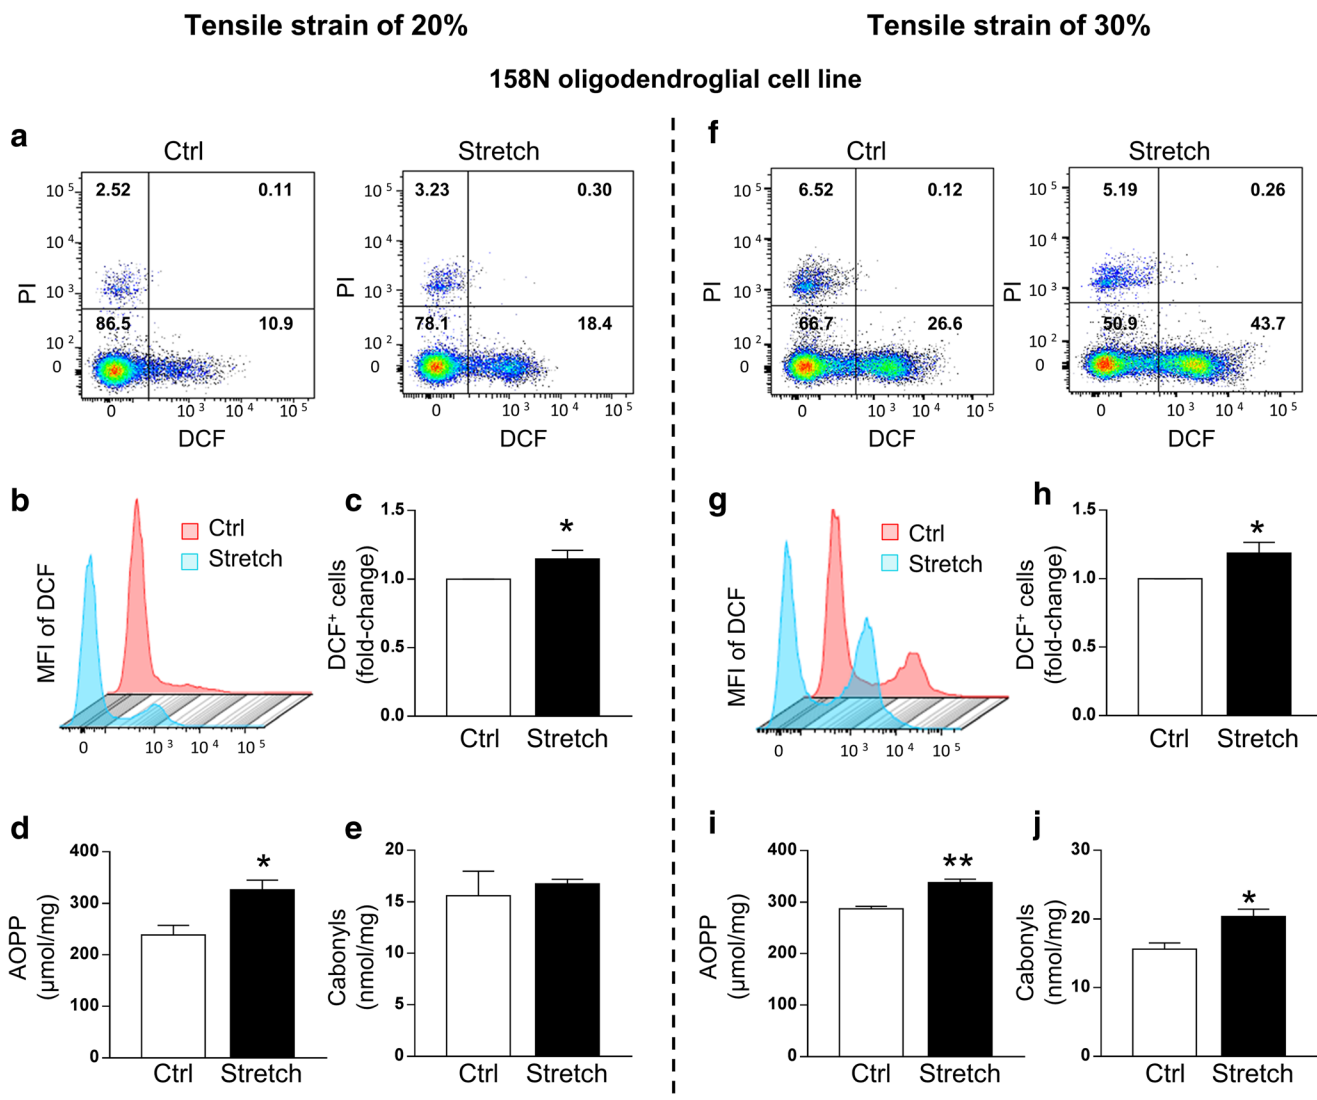 Tensile strain of 20%
Tensile strain of 30%
158N oligodendroglial cell line
a
Ctrl
Stretch
PI
10 5
10 4
10 3
10 2
0
2.52
0.11
86.5
10.9
0
10 3
10 4
10 5
DCF
PI
10 5
10 4
10 3
10 2
0
3.23
0.30
78.1
18.4
0
10 3
10 4
10 5
DCF
f
Ctrl
Stretch
PI
10 5
10 4
10 3
10 2
0
6.52
0.12
66.7
26.6
0
10 3
10 4
10 5
DCF
PI
10 5
10 4
10 3
10 2
0
5.19
0.26
50.9
43.7
0
10 3
10 4
10 5
DCF
b
MFI of DCF
Ctrl
Stretch
0
10 3
10 4
10 5
c
DCF+ cells
(fold-change)
1.5
1.0
0.5
0.0
*
Ctrl
Stretch
g
MFI of DCF
Ctrl
Stretch
0
10 3
10 4
10 5
h
DCF+ cells
(fold-change)
1.5
1.0
0.5
0.0
*
Ctrl
Stretch
d
AOPP
(µmol/mg)
400
300
200
100
0
*
Ctrl
Stretch
e
Cabonyls
(nmol/mg)
20
15
10
5
0
Ctrl
Stretch
i
AOPP
(µmol/mg)
400
300
200
100
0
**
Ctrl
Stretch
j
Cabonyls
(nmol/mg)
30
20
10
0
*
Ctrl
Stretch